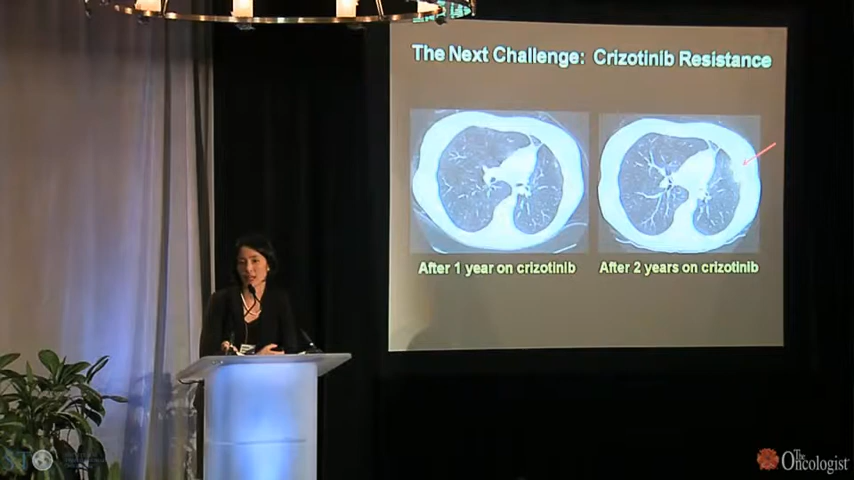 The Next Challenge: Crizotinib Resistance
After 1 year on crizotinib
After 2 years on crizotinib
The
Oncologist